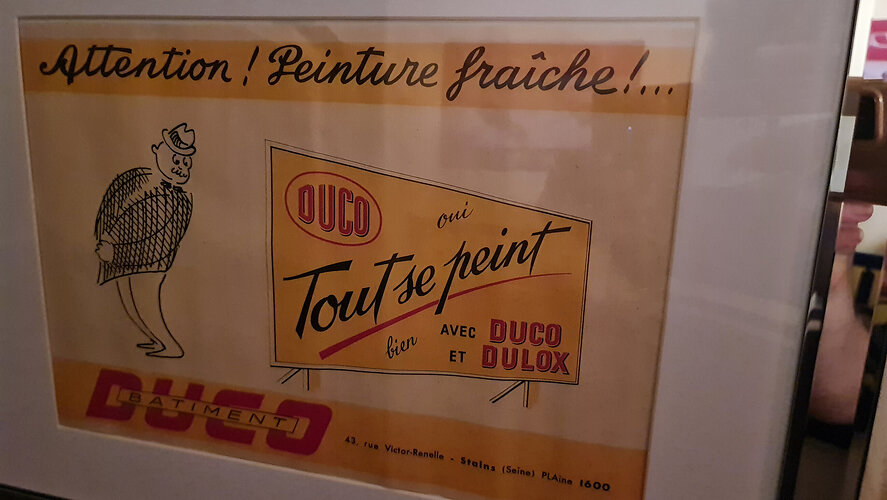 Attention ! Peinture fraîche !...
DUCO
oui
Tout se peint
bien
AVEC DUCO
ET DULOX
DUCO
BATIMENT
43, rue Victor-Renelle - Stains (Seine) PLAine 1600